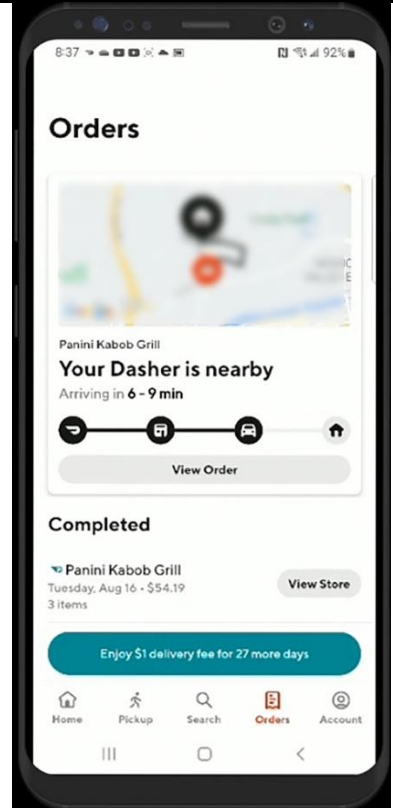 8:37
92%
Orders
Panini Kabob Grill
Your Dasher is nearby
Arriving in 6 - 9 min
View Order
Completed
Panini Kabob Grill
Tuesday, Aug 16 • $54.19
3 items
View Store
Enjoy $1 delivery fee for 27 more days
Home
Pickup
Search
Orders
Account